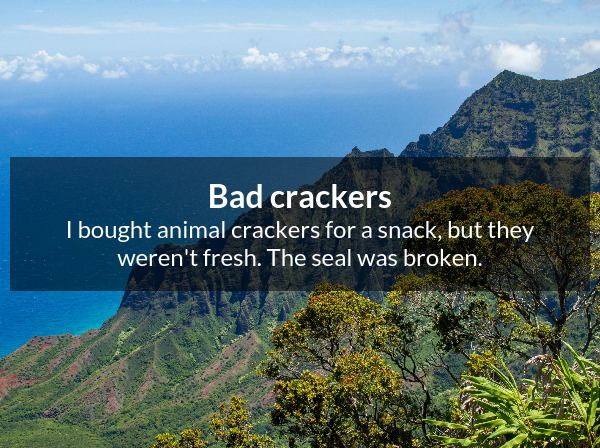 Bad crackers
I bought animal crackers for a snack, but they
weren't fresh. The seal was broken.